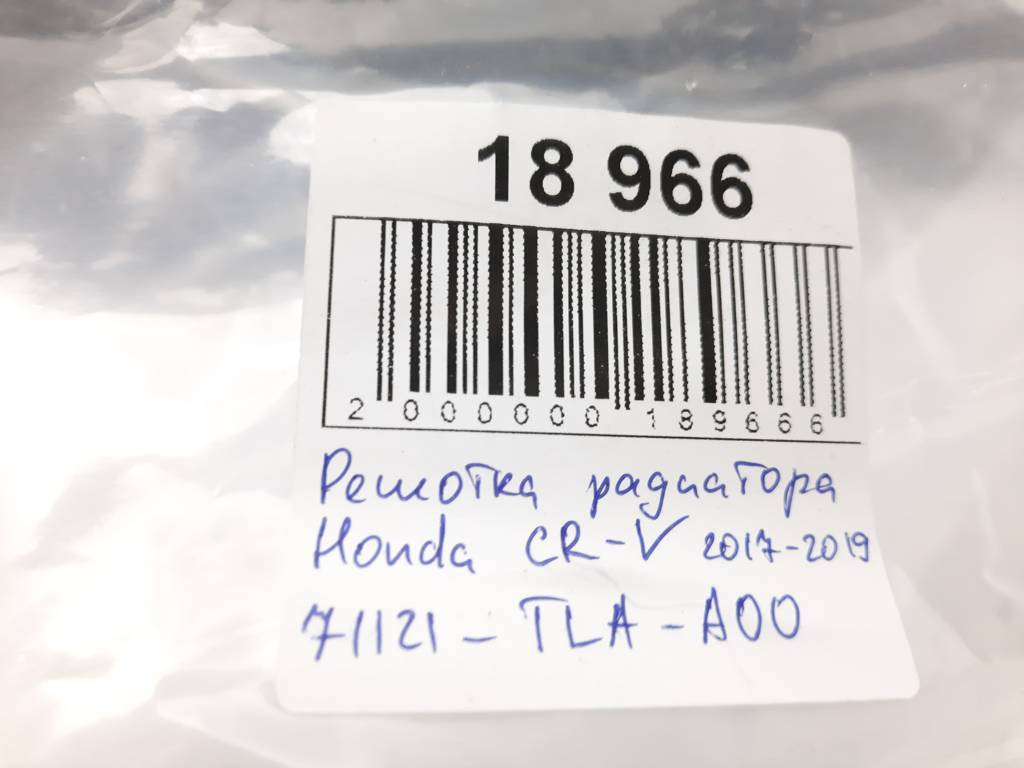 18 966
2 000000 189666
Решотка радиатора
Honda CR-V 2017-2019
71121-TLA-A00